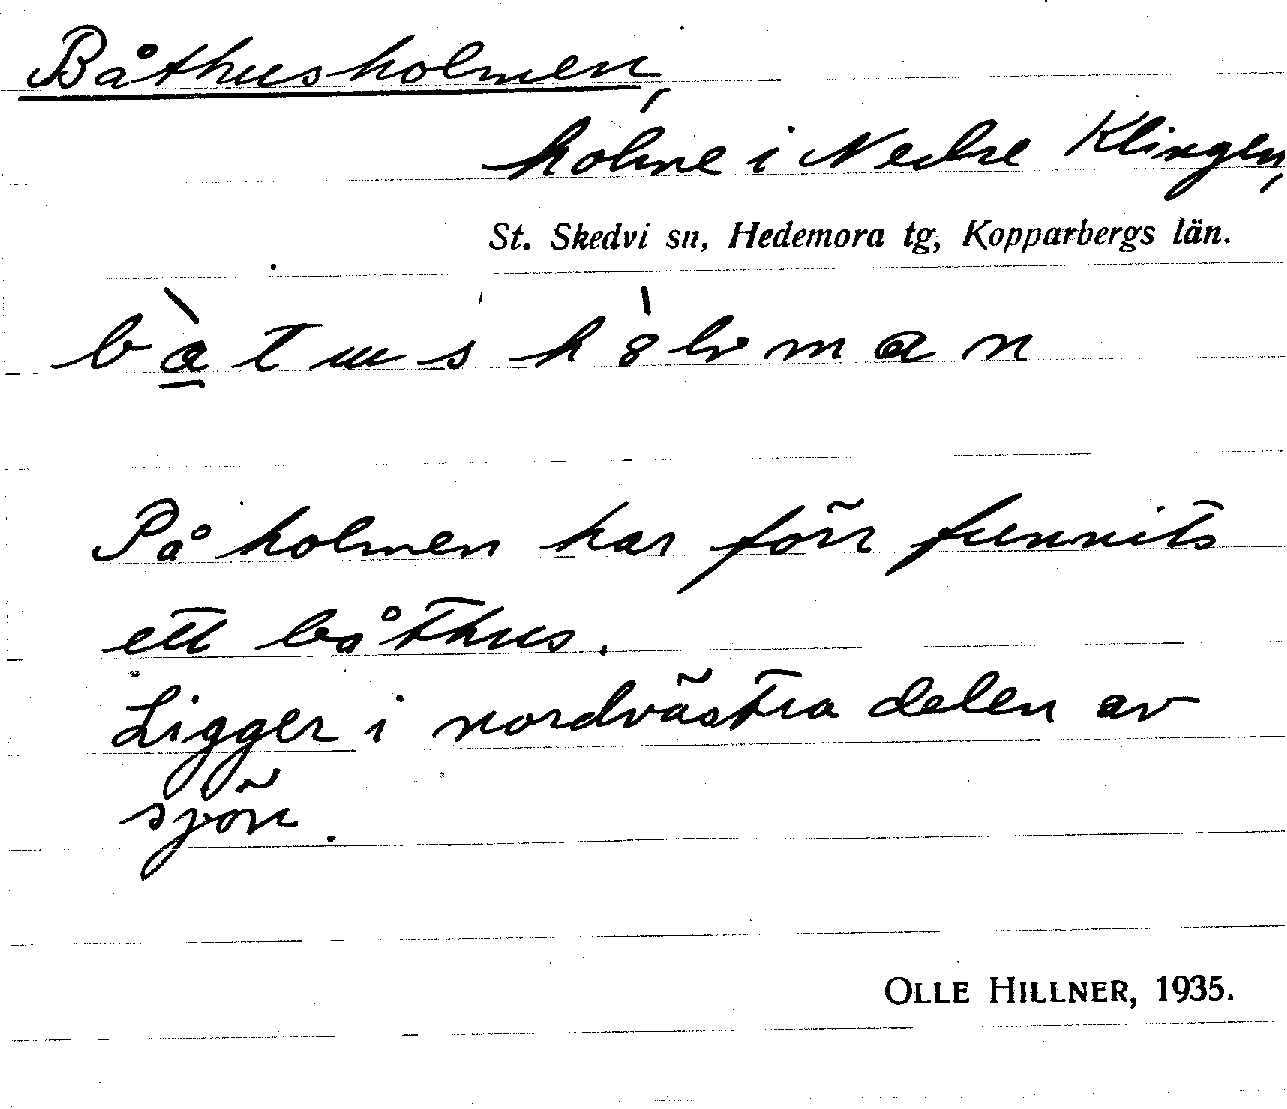 Båthusholmen,
holme i Nedre Klingen,
St. Skedvi sn, Hedemora tg, Kopparbergs län.
På holmen har förr funnits
ett båthus.
Ligger i nordvästra delen av
sjön.
OLLE HILLNER, 1935.